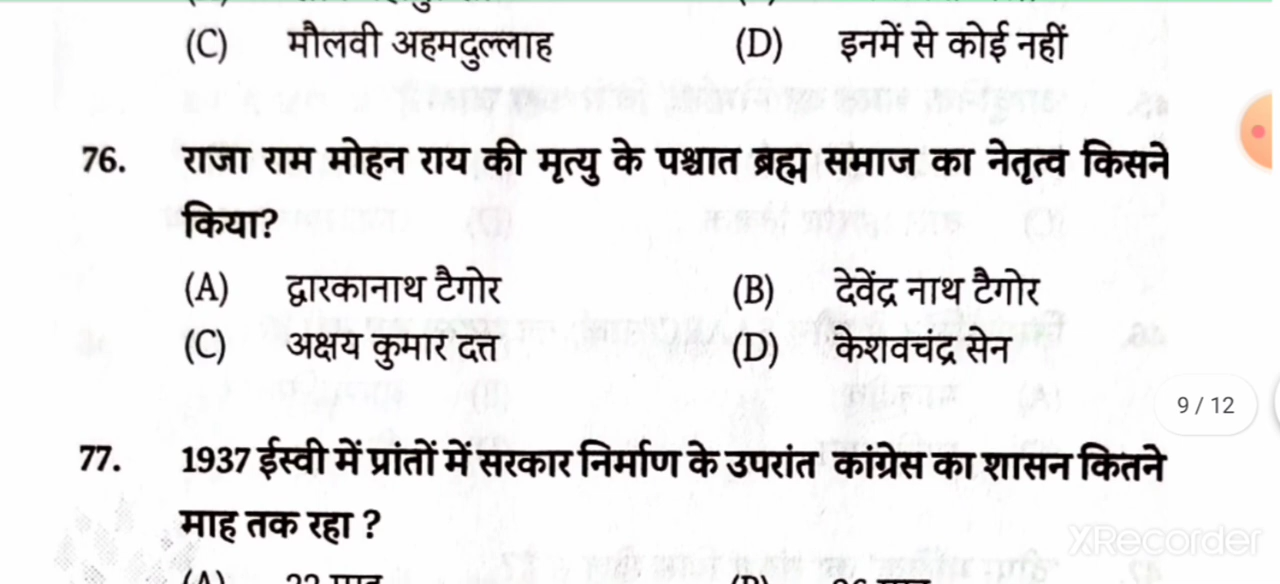 (C) मौलवी अहमदुल्लाह (D) इनमें से कोई नहीं
76. राजा राम मोहन राय की मृत्यु के पश्चात ब्रह्म समाज का नेतृत्व किसने
किया?
(A) द्वारकानाथ टैगोर (B) देवेंद्र नाथ टैगोर
(C) अक्षय कुमार दत्त (D) केशवचंद्र सेन
9 / 12
77. 1937 ईस्वी में प्रांतों में सरकार निर्माण के उपरांत कांग्रेस का शासन कितने
माह तक रहा ?
XRecorder